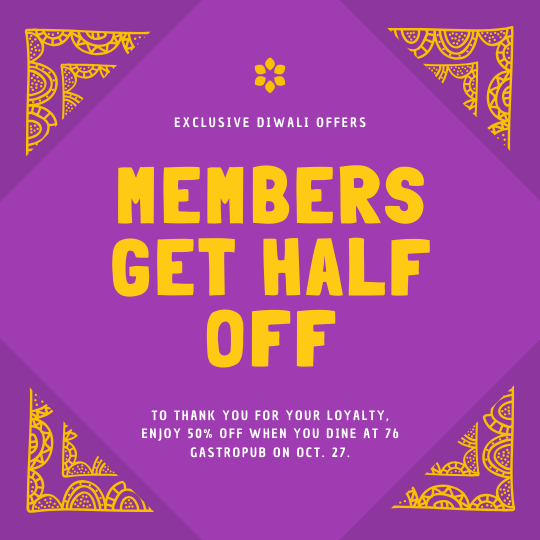 EXCLUSIVE DIWALI OFFERS
MEMBERS
GET HALF
OFF
TO THANK YOU FOR YOUR LOYALTY,
ENJOY 50% OFF WHEN YOU DINE AT 76
GASTROPUB ON OCT. 27.